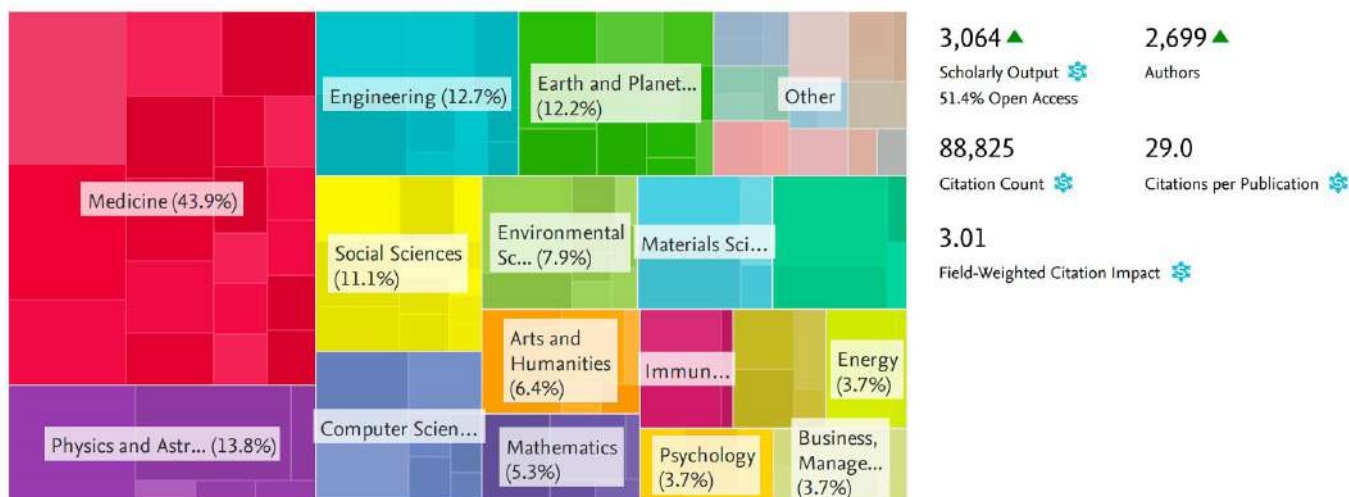 Medicine (43.9%)
Physics and Astr... (13.8%)
Engineering (12.7%)
Earth and Planet...
(12.2%)
Other
Social Sciences
(11.1%)
Environmental
Sc... (7.9%)
Materials Sci...
Computer Scien...
Arts and
Humanities
(6.4%)
Immun...
Energy
(3.7%)
Mathematics
(5.3%)
Psychology
(3.7%)
Business,
Manage...
(3.7%)
3,064
Scholarly Output
51.4% Open Access
2,699
Authors
88,825
Citation Count
29.0
Citations per Publication
3.01
Field-Weighted Citation Impact